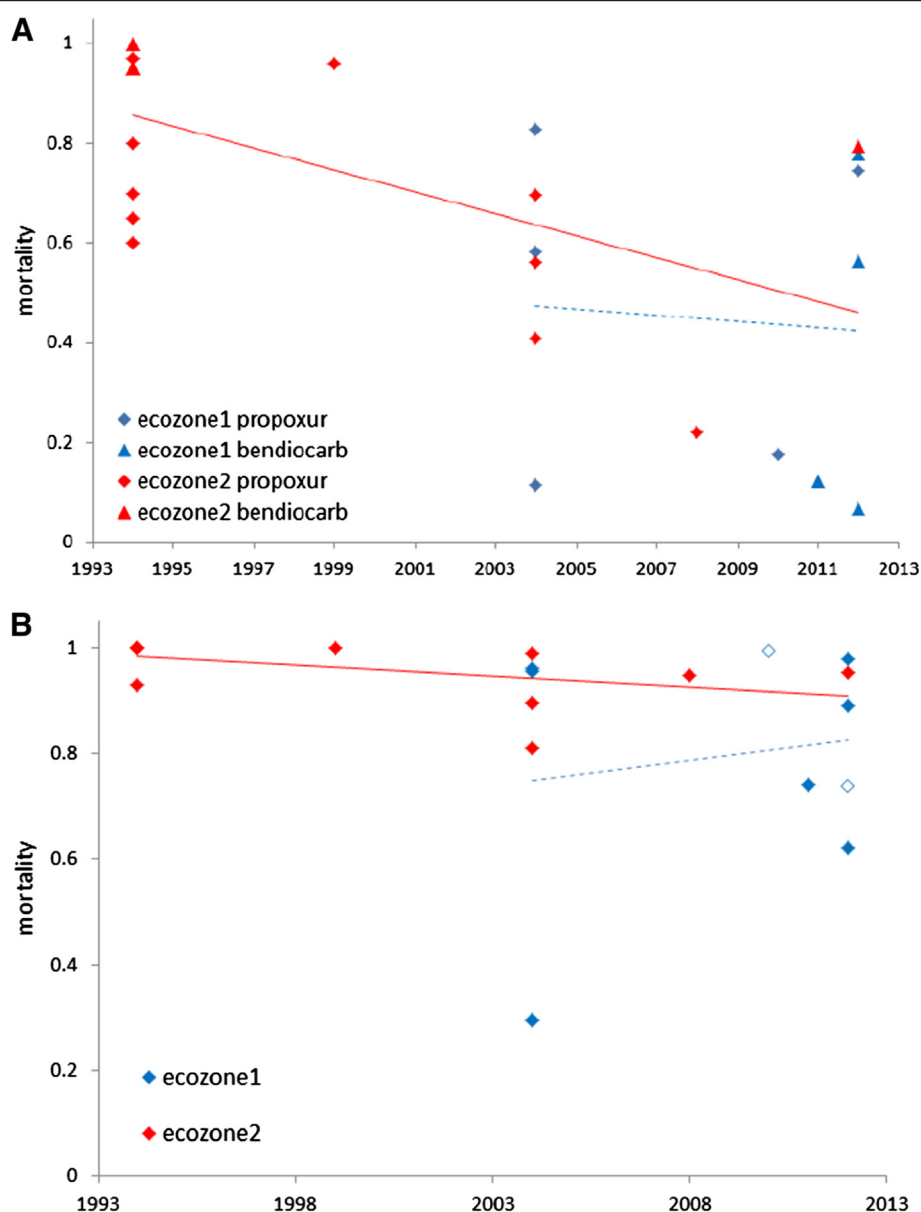 A
1
0.8
0.6
0.4
0.2
0
mortality
ecozone1 propoxur
ecozone1 bendiocarb
ecozone2 propoxur
ecozone2 bendiocarb
1993 1995 1997 1999 2001 2003 2005 2007 2009 2011 2013
B
1
0.8
0.6
0.4
0.2
0
mortality
ecozone1
ecozone2
1993 1998 2003 2008 2013